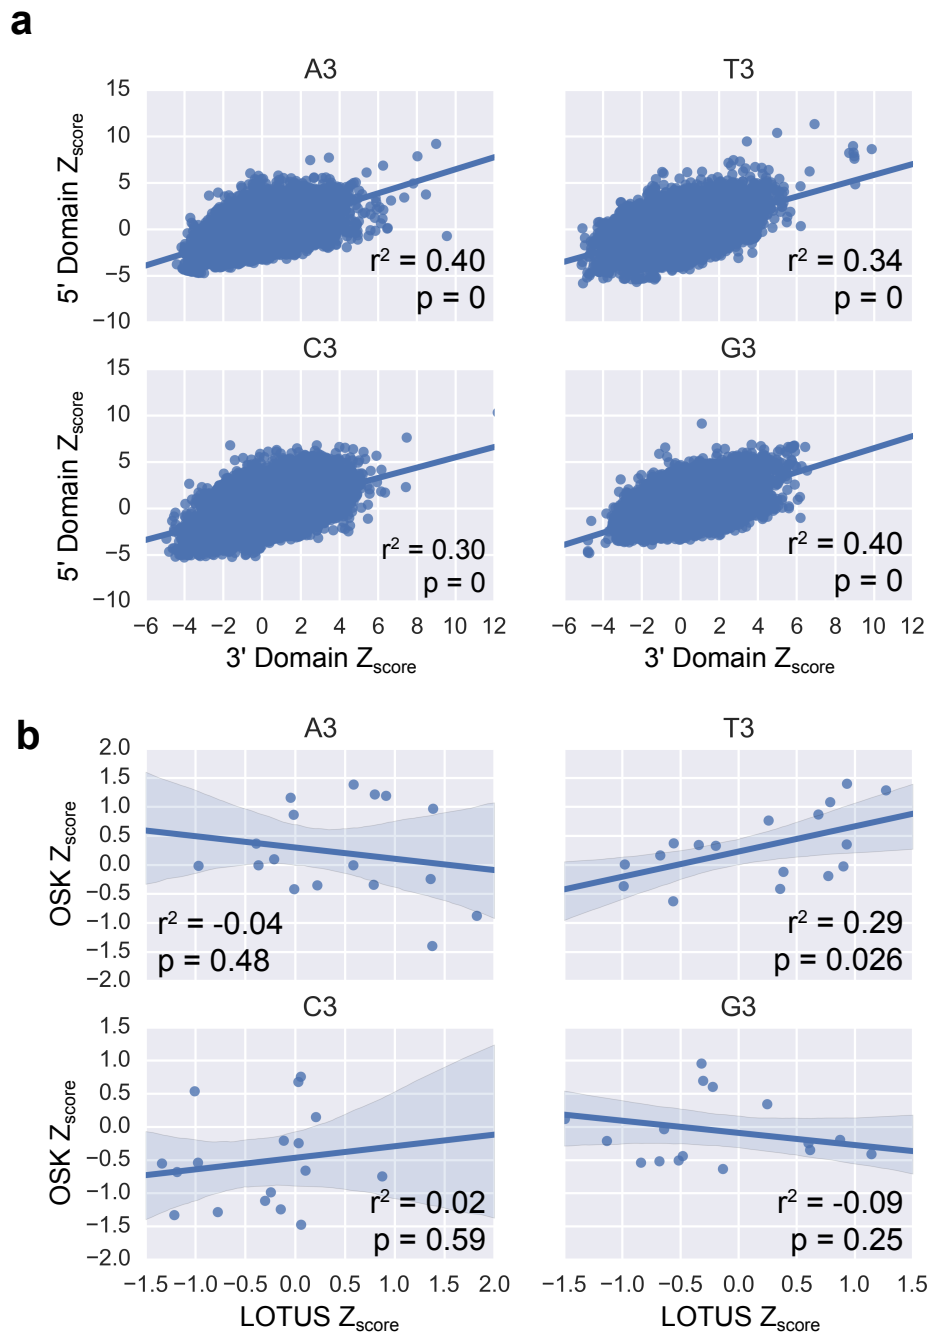 a
A3
T3
15
10
5
0
−5
−10
5' Domain Zscore
r² = 0.40
p = 0
r² = 0.34
p = 0
C3
G3
15
10
5
0
−5
−10
5' Domain Zscore
r² = 0.30
p = 0
r² = 0.40
p = 0
−6 −4 −2 0 2 4 6 8 10 12
−6 −4 −2 0 2 4 6 8 10 12
3' Domain Zscore
3' Domain Zscore
b
A3
T3
2.0
1.5
1.0
0.5
0.0
−0.5
−1.0
−1.5
−2.0
OSK Zscore
r² = -0.04
p = 0.48
r² = 0.29
p = 0.026
C3
G3
1.5
1.0
0.5
0.0
−0.5
−1.0
−1.5
−2.0
OSK Zscore
r² = 0.02
p = 0.59
r² = -0.09
p = 0.25
−1.5 −1.0 −0.5 0.0 0.5 1.0 1.5 2.0
−1.5 −1.0 −0.5 0.0 0.5 1.0 1.5
LOTUS Zscore
LOTUS Zscore